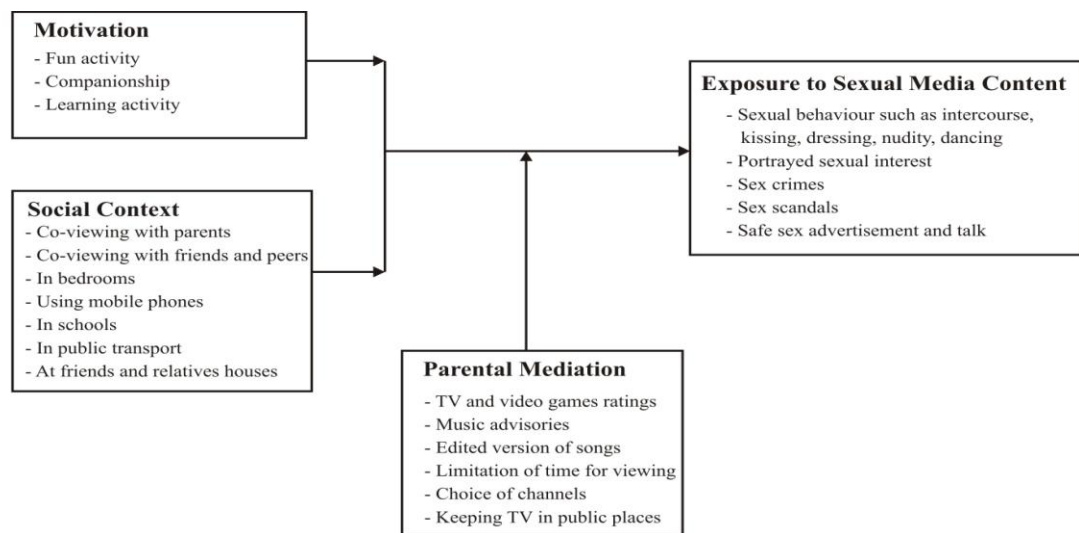 Motivation
- Fun activity
- Companionship
- Learning activity
Social Context
- Co-viewing with parents
- Co-viewing with friends and peers
- In bedrooms
- Using mobile phones
- In schools
- In public transport
- At friends and relatives houses
Parental Mediation
- TV and video games ratings
- Music advisories
- Edited version of songs
- Limitation of time for viewing
- Choice of channels
- Keeping TV in public places
Exposure to Sexual Media Content
- Sexual behaviour such as intercourse,
kissing, dressing, nudity, dancing
- Portrayed sexual interest
- Sex crimes
- Sex scandals
- Safe sex advertisement and talk